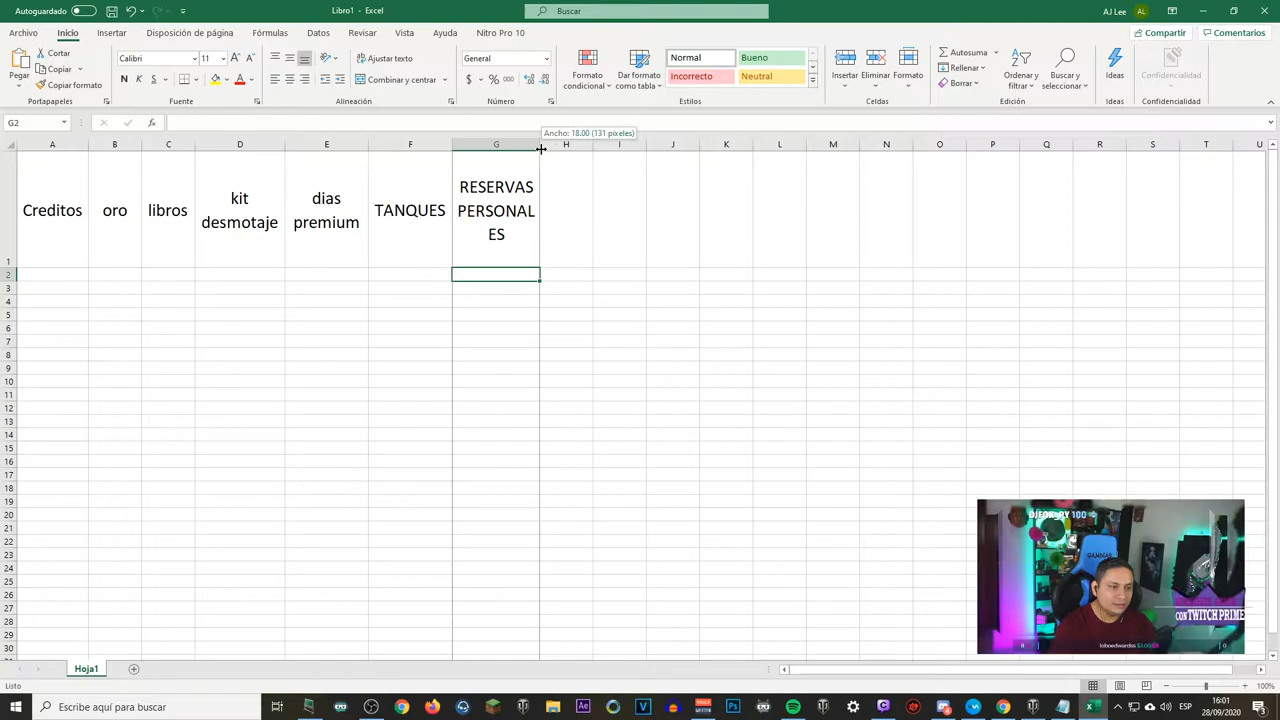 Autoguardado
Libro1 - Excel
Buscar
AJ Lee
AL
Archivo
Inicio
Insertar
Disposición de página
Fórmulas
Datos
Revisar
Vista
Ayuda
Nitro Pro 10
Compartir
Comentarios
Pegar
Cortar
Copiar
Copiar formato
Portapapeles
Calibri
11
N K S
Fuente
Ajustar texto
Combinar y centrar
Alineación
General
$ % 000
Número
Formato condicional
Dar formato como tabla
Normal
Bueno
Incorrecto
Neutral
Estilos
Insertar
Eliminar
Formato
Celdas
Autosuma
Rellenar
Borrar
Ordenar y filtrar
Buscar y seleccionar
Edición
Ideas
Ideas
Confidencialidad
Confidencialidad
G2
fx
Ancho: 18.00 (131 píxeles)
A B C D E F G H I J K L M N O P Q R S T U
1
Creditos
oro
libros
kit
desmotaje
dias
premium
TANQUES
RESERVAS
PERSONAL
ES
2
3
4
5
6
7
8
9
10
11
12
13
14
15
16
17
18
19
20
21
22
23
24
25
26
27
28
29
30
CON TWITCH PRIME
Hoja1
Listo
100%
Escribe aquí para buscar
ESP
16:01
28/09/2020